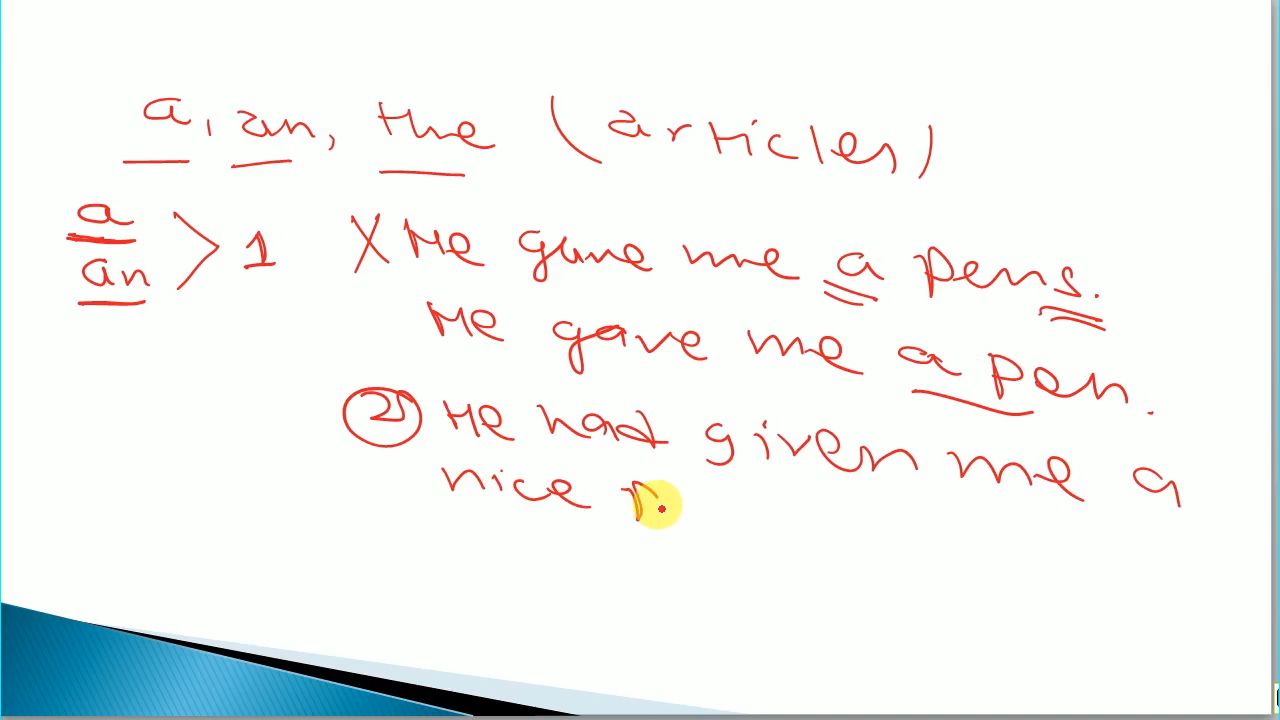 a, an, the (articles)
a
an > 1
X He gave me a pens.
He gave me a pen.
② He had given me a
nice p